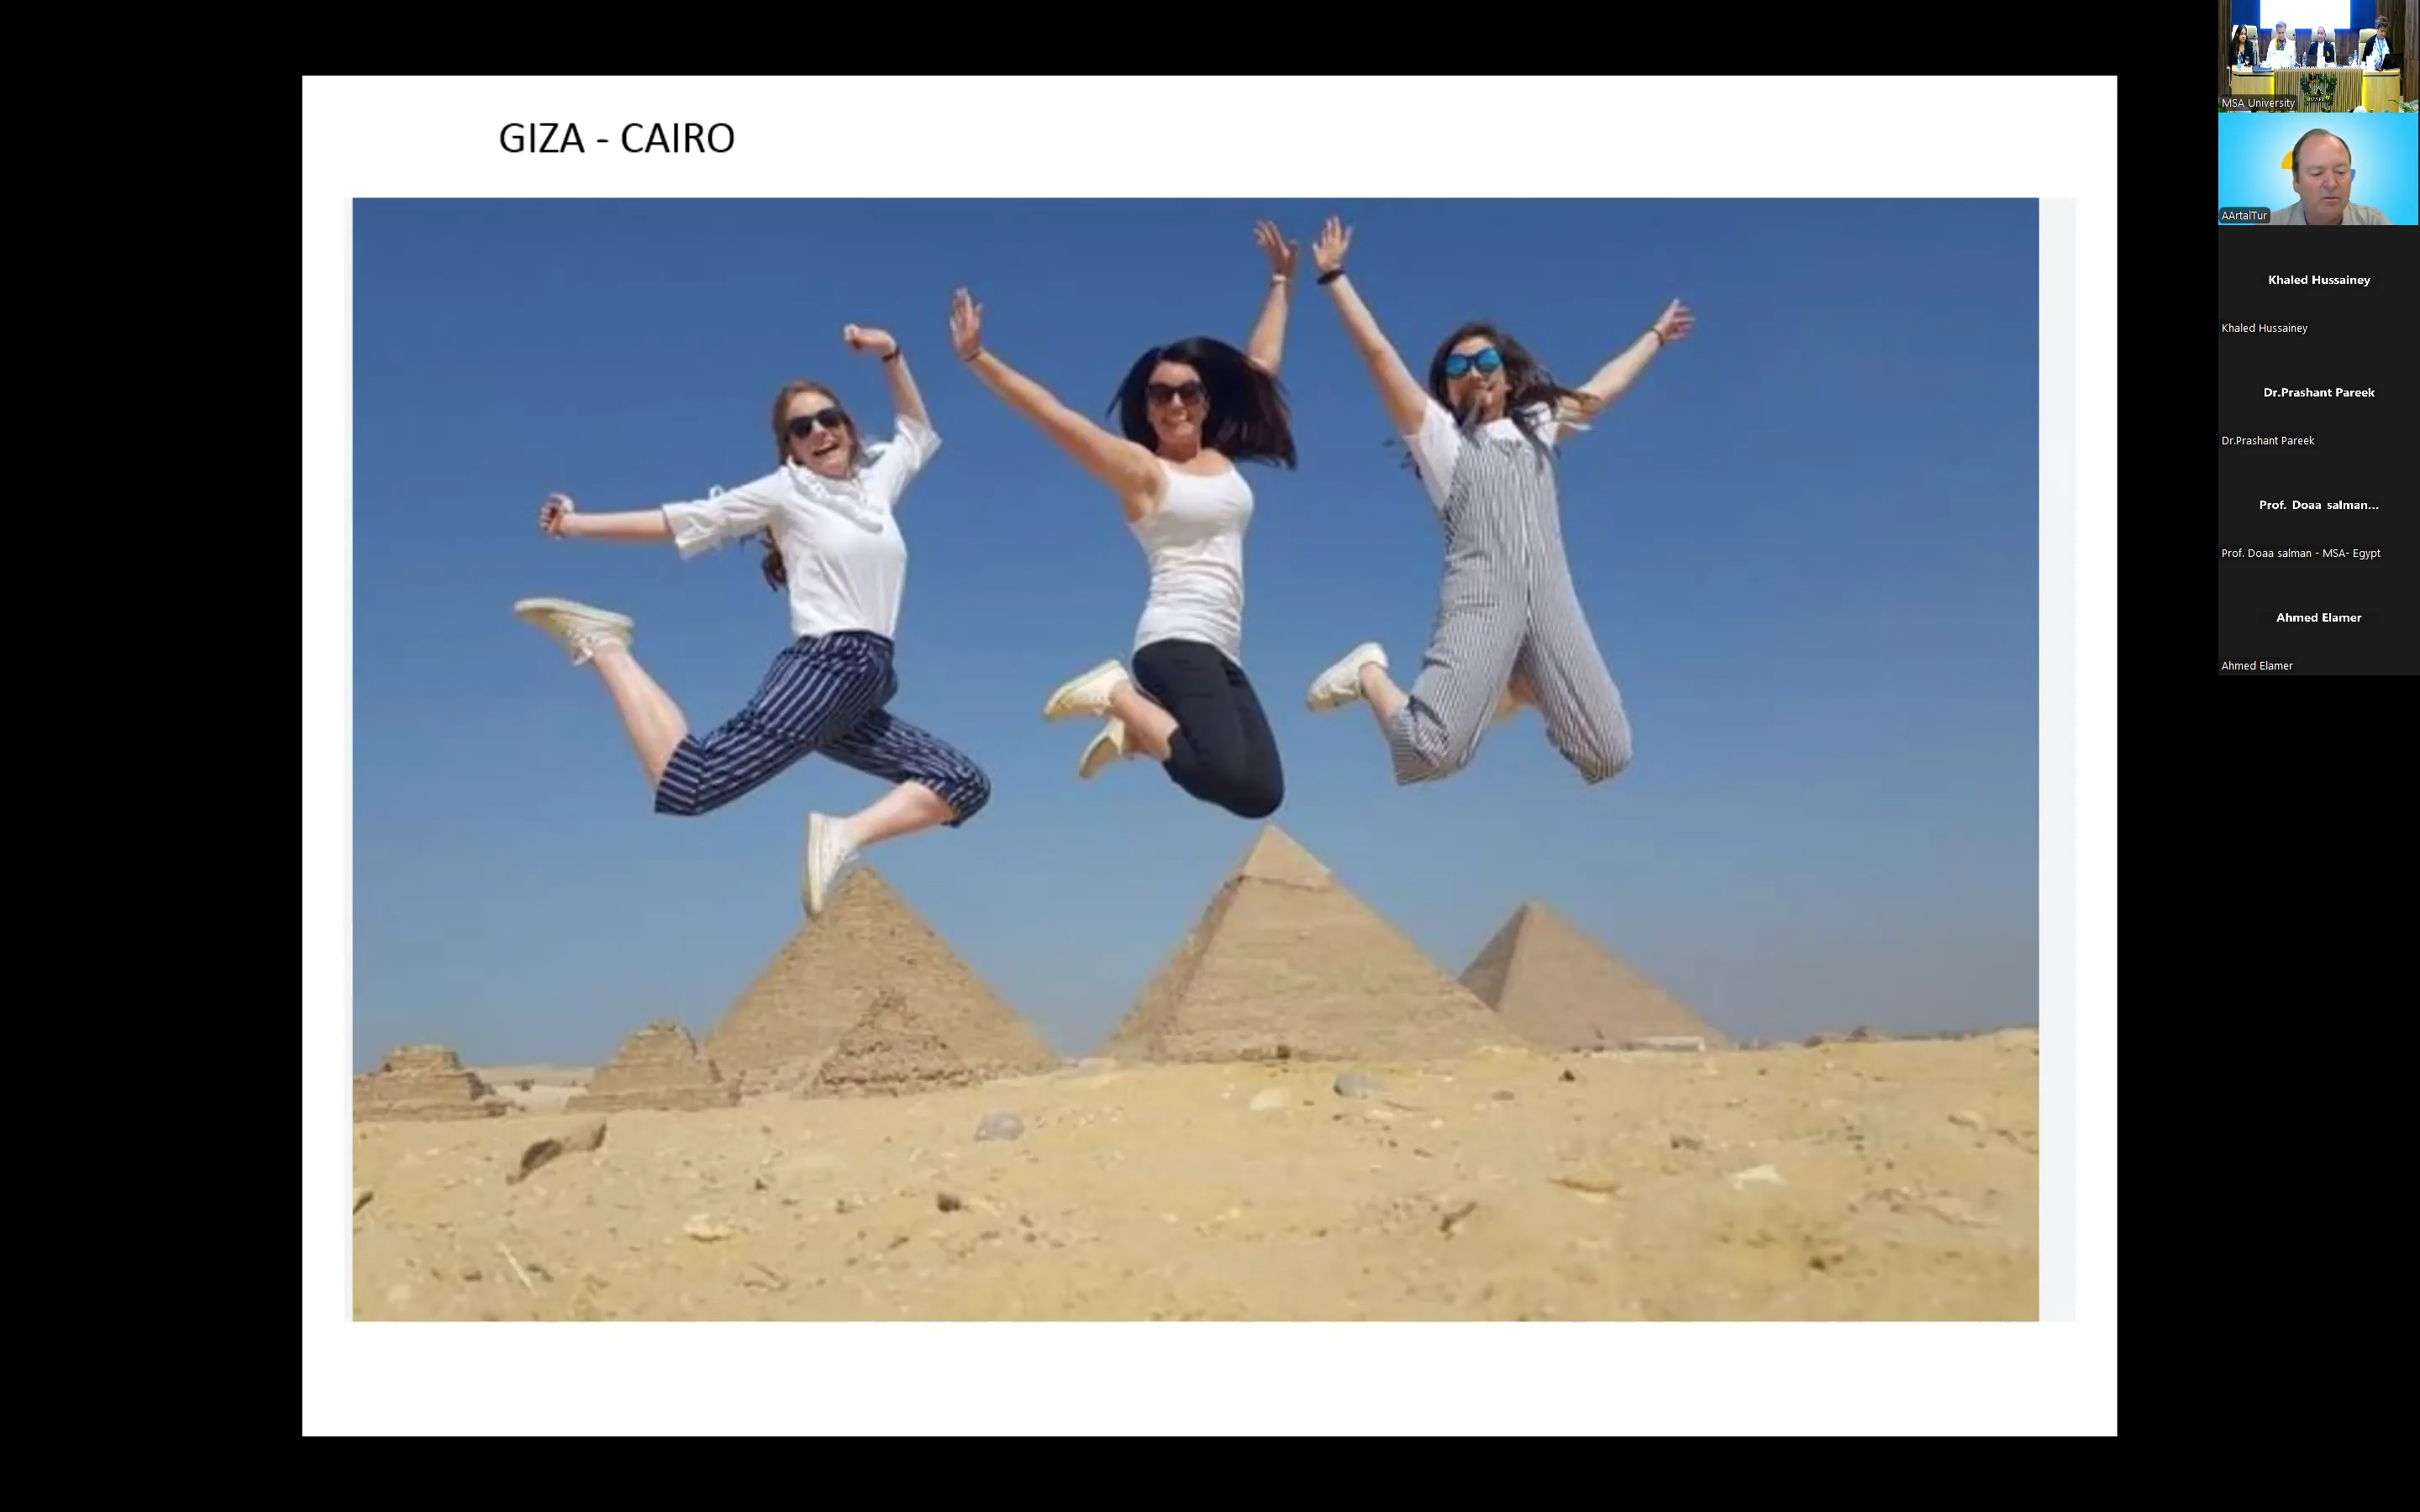 GIZA - CAIRO
MSA University
AArtalTur
Khaled Hussainey
Khaled Hussainey
Dr.Prashant Pareek
Dr.Prashant Pareek
Prof. Doaa salman...
Prof. Doaa salman - MSA- Egypt
Ahmed Elamer
Ahmed Elamer